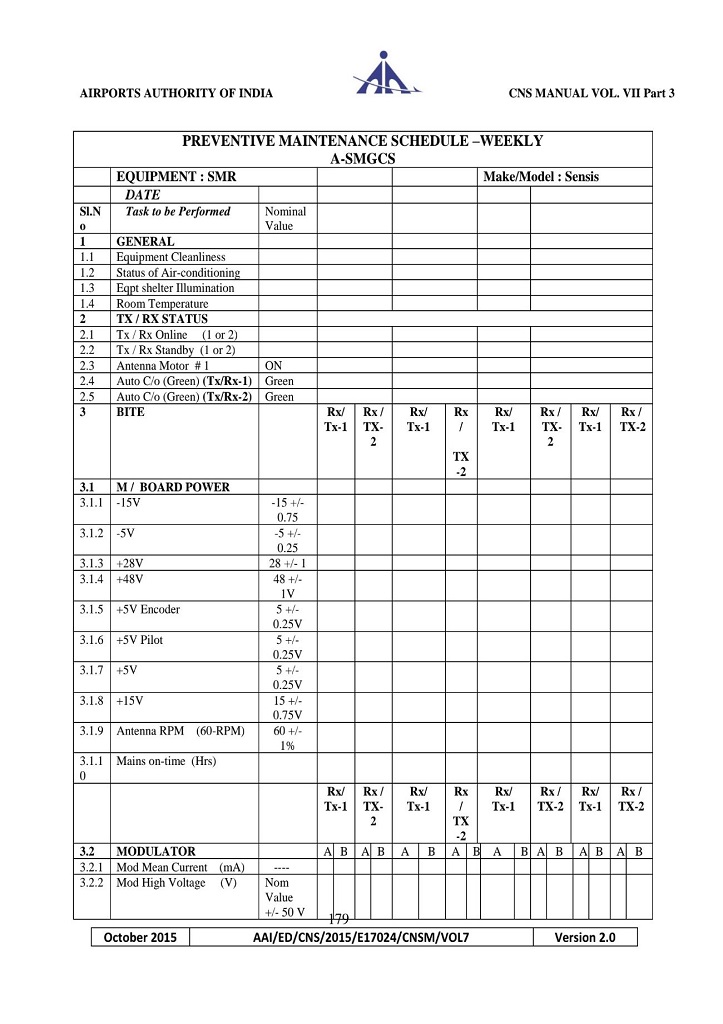 AIRPORTS AUTHORITY OF INDIA CNS MANUAL VOL. VII Part 3
PREVENTIVE MAINTENANCE SCHEDULE –WEEKLY
A-SMGCS
EQUIPMENT : SMR Make/Model : Sensis
DATE
Sl.N
o Task to be Performed Nominal
Value
1 GENERAL
1.1 Equipment Cleanliness
1.2 Status of Air-conditioning
1.3 Eqpt shelter Illumination
1.4 Room Temperature
2 TX / RX STATUS
2.1 Tx / Rx Online (1 or 2)
2.2 Tx / Rx Standby (1 or 2)
2.3 Antenna Motor # 1 ON
2.4 Auto C/o (Green) (Tx/Rx-1) Green
2.5 Auto C/o (Green) (Tx/Rx-2) Green
3 BITE Rx/ Rx / Rx/ Rx Rx/ Rx / Rx/ Rx /
Tx-1 TX- Tx-1 / Tx-1 TX- Tx-1 TX-2
2 2
TX
-2
3.1 M / BOARD POWER
3.1.1 -15V -15 +/-
0.75
3.1.2 -5V -5 +/-
0.25
3.1.3 +28V 28 +/- 1
3.1.4 +48V 48 +/-
1V
3.1.5 +5V Encoder 5 +/-
0.25V
3.1.6 +5V Pilot 5 +/-
0.25V
3.1.7 +5V 5 +/-
0.25V
3.1.8 +15V 15 +/-
0.75V
3.1.9 Antenna RPM (60-RPM) 60 +/-
1%
3.1.1 Mains on-time (Hrs)
0
Rx/ Rx / Rx/ Rx Rx/ Rx / Rx/ Rx /
Tx-1 TX- Tx-1 / Tx-1 TX-2 Tx-1 TX-2
2 TX
-2
3.2 MODULATOR A B A B A B A B A B A B A B A B
3.2.1 Mod Mean Current (mA) ----
3.2.2 Mod High Voltage (V) Nom
Value
+/- 50 V
179
October 2015 AAI/ED/CNS/2015/E17024/CNSM/VOL7 Version 2.0